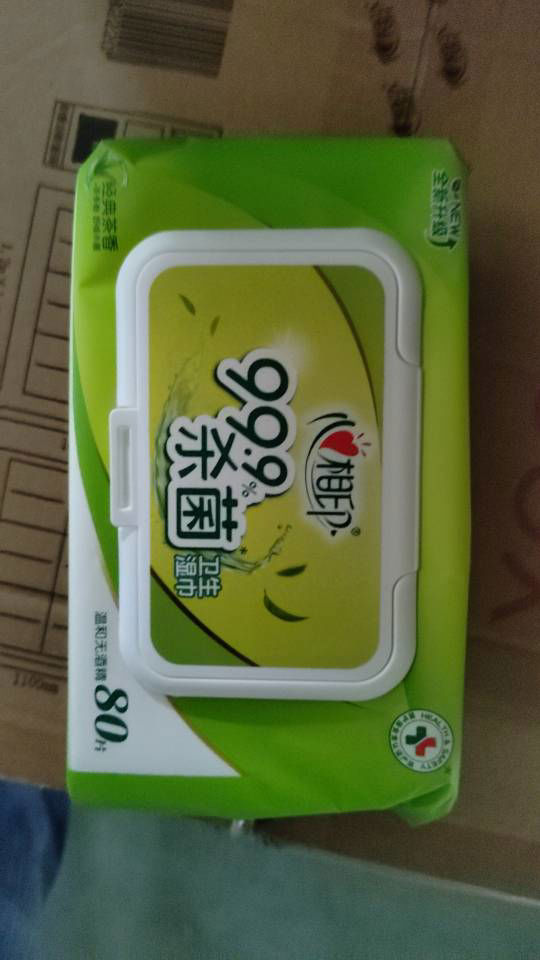 NEW
全新升级
心相印®
99.9%
杀菌*
卫生
湿巾
经典茶香
温和无酒精
80片
HEALTH & SAFETY
1100mm